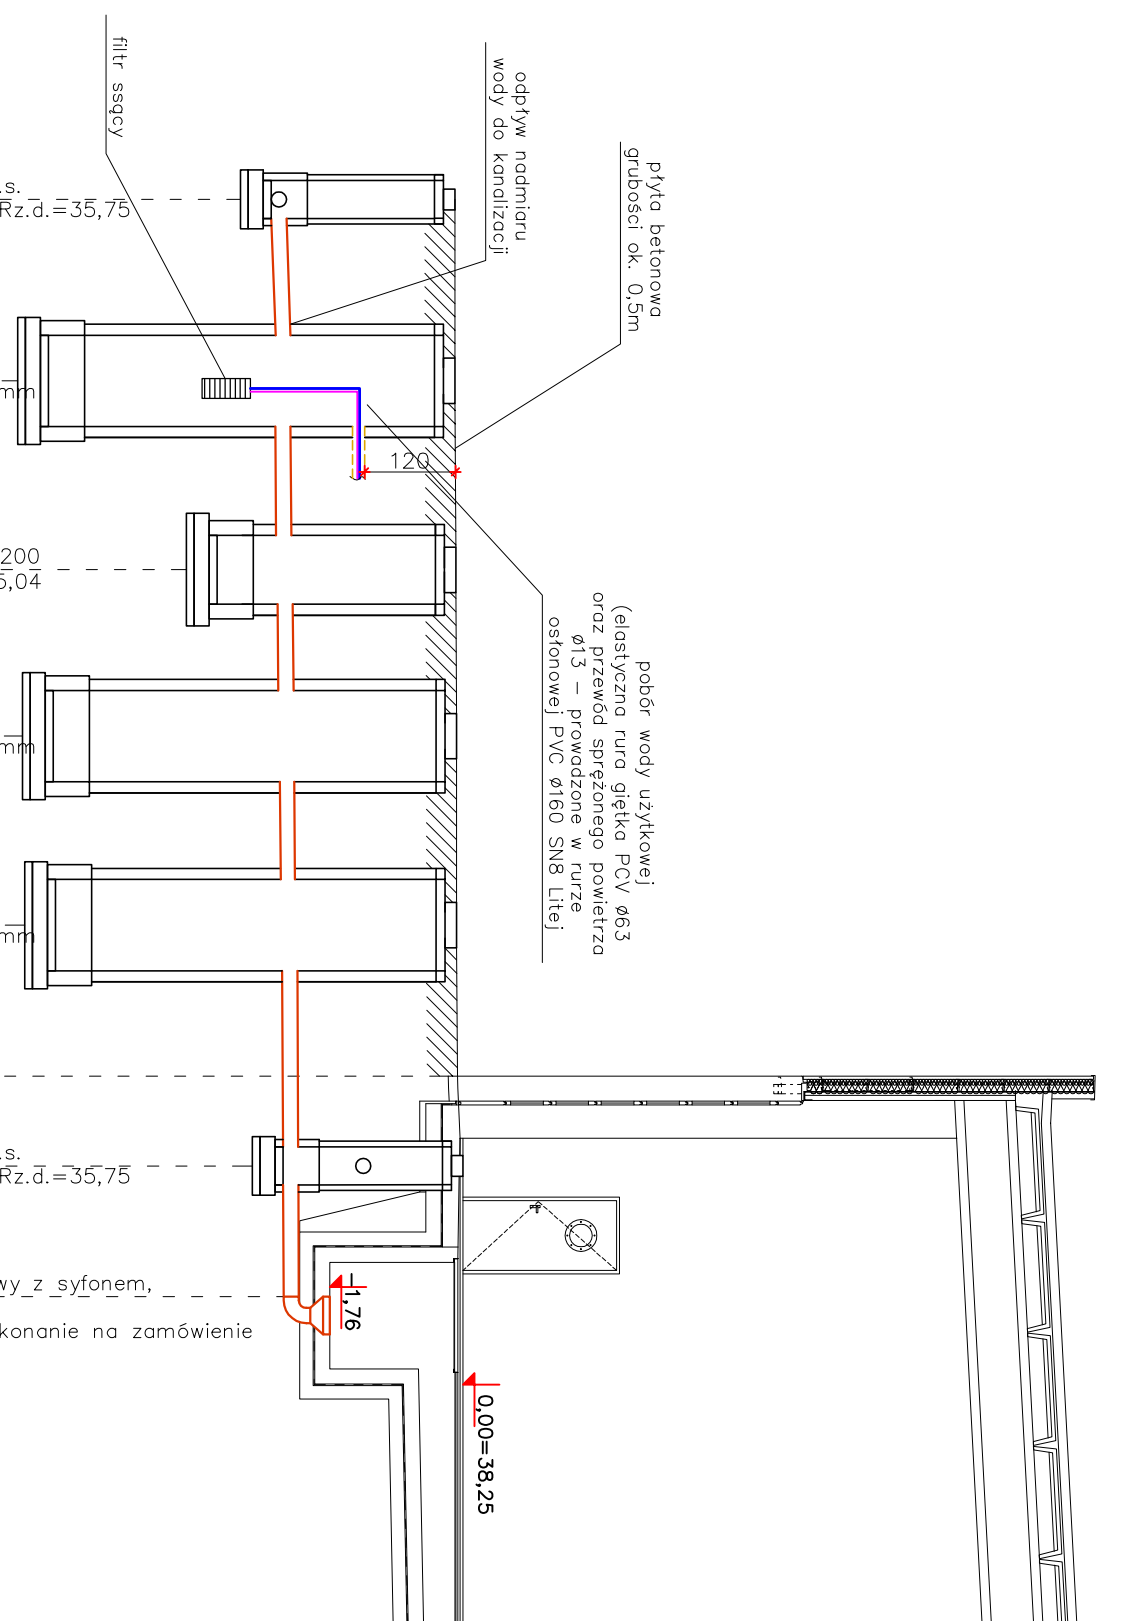 filtr ssący
odpływ nadmiaru
wody do kanalizacji
płyta betonowa
grubości ok. 0,5m
.s.
Rz.d.=35,75
mm
120
200
5,04
pobór wody użytkowej
(elastyczna rura giętka PCV ø63
oraz przewód sprężonego powietrza
ø13 – prowadzone w rurze
osłonowej PVC ø160 SN8 Litej
mm
mm
.s.
Rz.d.=35,75
wy z syfonem,
konanie na zamówienie
-1,76
0,00=38,25